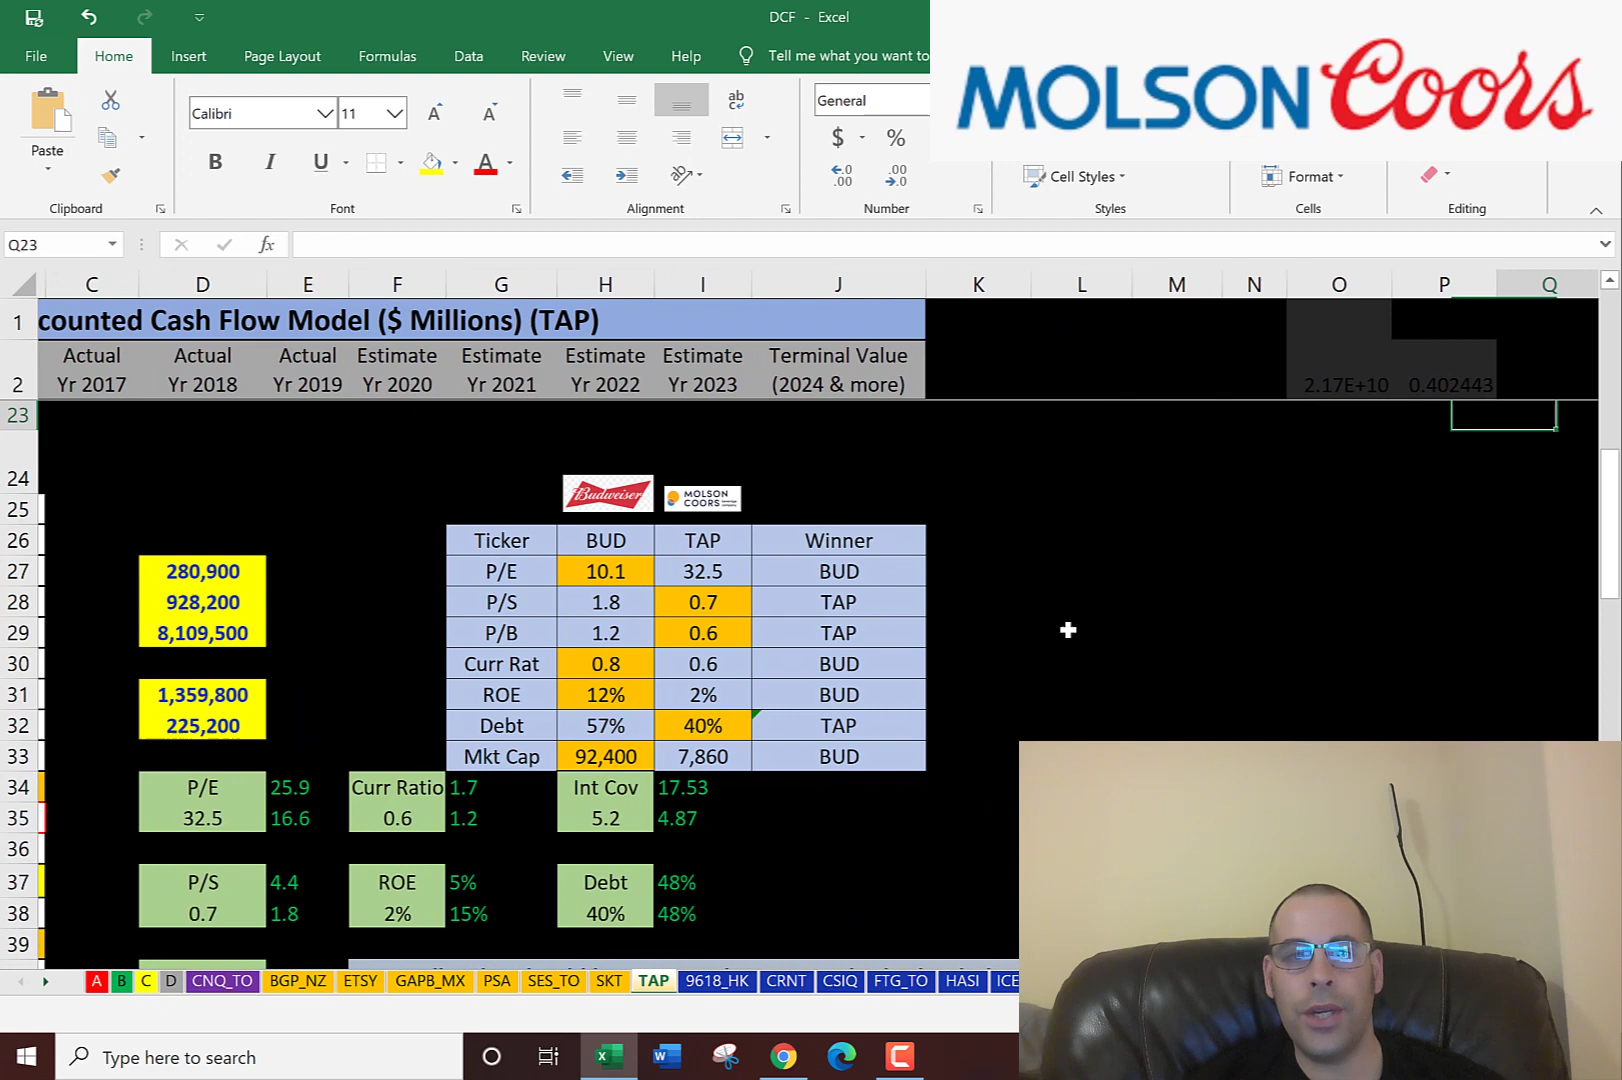 DCF - Excel
File Home Insert Page Layout Formulas Data Review View Help Tell me what you want to
MOLSON Coors
Paste
Calibri 11 A A
ab
General
B I U A
$ %
.00 .00
Cell Styles Format
Clipboard Font Alignment Number Styles Cells Editing
Q23 fx
C D E F G H I J K L M N O P Q
1 counted Cash Flow Model ($ Millions) (TAP)
Actual Actual Actual Estimate Estimate Estimate Estimate Terminal Value
2 Yr 2017 Yr 2018 Yr 2019 Yr 2020 Yr 2021 Yr 2022 Yr 2023 (2024 & more) 2.17E+10 0.402443
23
24
25 Budweiser MOLSON COORS
26 Ticker BUD TAP Winner
27 280,900 P/E 10.1 32.5 BUD
28 928,200 P/S 1.8 0.7 TAP
29 8,109,500 P/B 1.2 0.6 TAP
30 Curr Rat 0.8 0.6 BUD
31 1,359,800 ROE 12% 2% BUD
32 225,200 Debt 57% 40% TAP
33 Mkt Cap 92,400 7,860 BUD
34 P/E 25.9 Curr Ratio 1.7 Int Cov 17.53
35 32.5 16.6 0.6 1.2 5.2 4.87
36
37 P/S 4.4 ROE 5% Debt 48%
38 0.7 1.8 2% 15% 40% 48%
39
A B C D CNQ_TO BGP_NZ ETSY GAPB_MX PSA SES_TO SKT TAP 9618_HK CRNT CSIQ FTG_TO HASI ICE
Type here to search